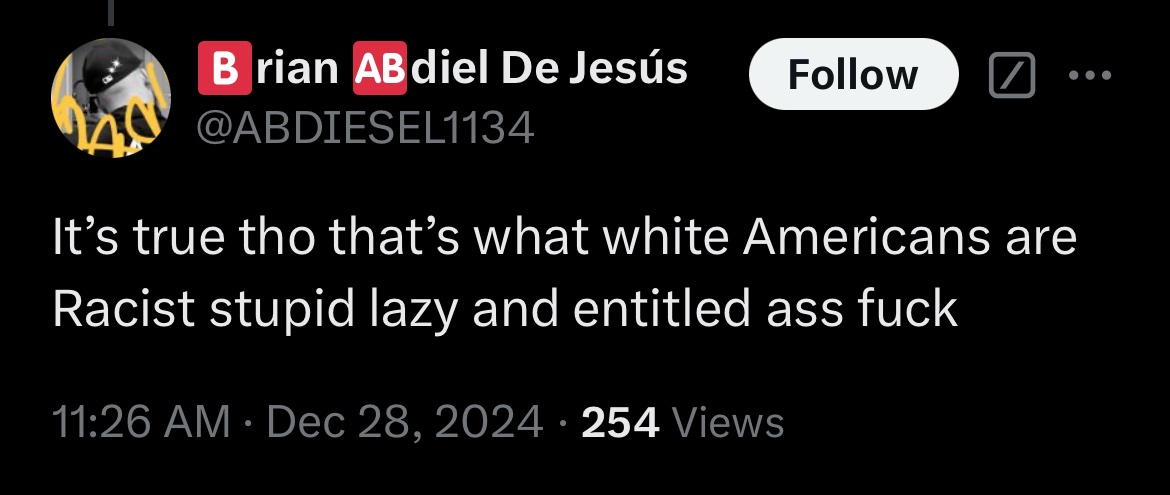 🅱️rian 🆎diel De Jesús
Follow
@ABDIESEL1134
It’s true tho that’s what white Americans are
Racist stupid lazy and entitled ass fuck
11:26 AM · Dec 28, 2024 · 254 Views